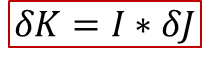 δK = I * δJ